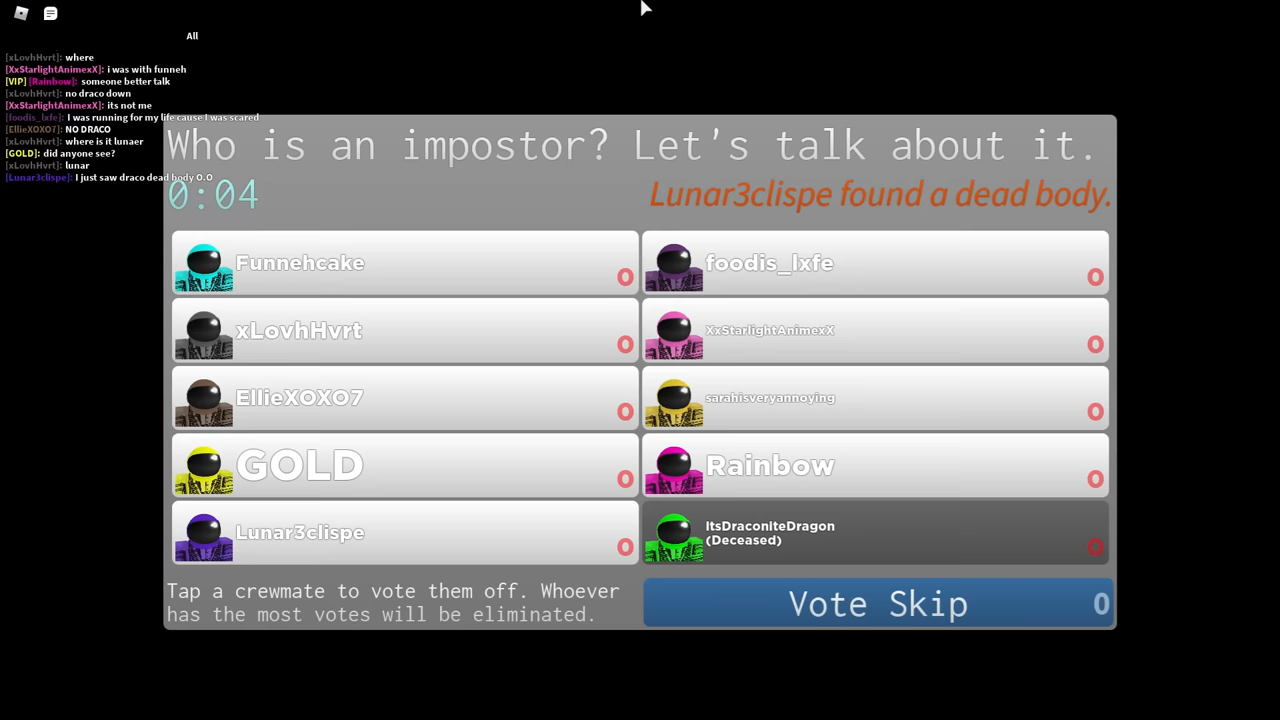 All
[xLovhHvrt]: where
[XxStarlightAnimexX]: i was with funneh
[VIP] [Rainbow]: someone better talk
[xLovhHvrt]: no draco down
[XxStarlightAnimexX]: its not me
[foodis_lxfe]: I was running for my life cause I was scared
[EllieXOXO7]: NO DRACO
[xLovhHvrt]: where is it lunaer
[GOLD]: did anyone see?
[xLovhHvrt]: lunar
[Lunar3clispe]: I just saw draco dead body O.O
Who is an impostor? Let's talk about it.
0:04
Lunar3clispe found a dead body.
Funnehcake 0
foodis_lxfe 0
xLovhHvrt 0
XxStarlightAnimexX 0
EllieXOXO7 0
sarahisveryannoying 0
GOLD 0
Rainbow 0
Lunar3clispe 0
ItsDraconiteDragon
(Deceased) 0
Tap a crewmate to vote them off. Whoever
has the most votes will be eliminated.
Vote Skip 0